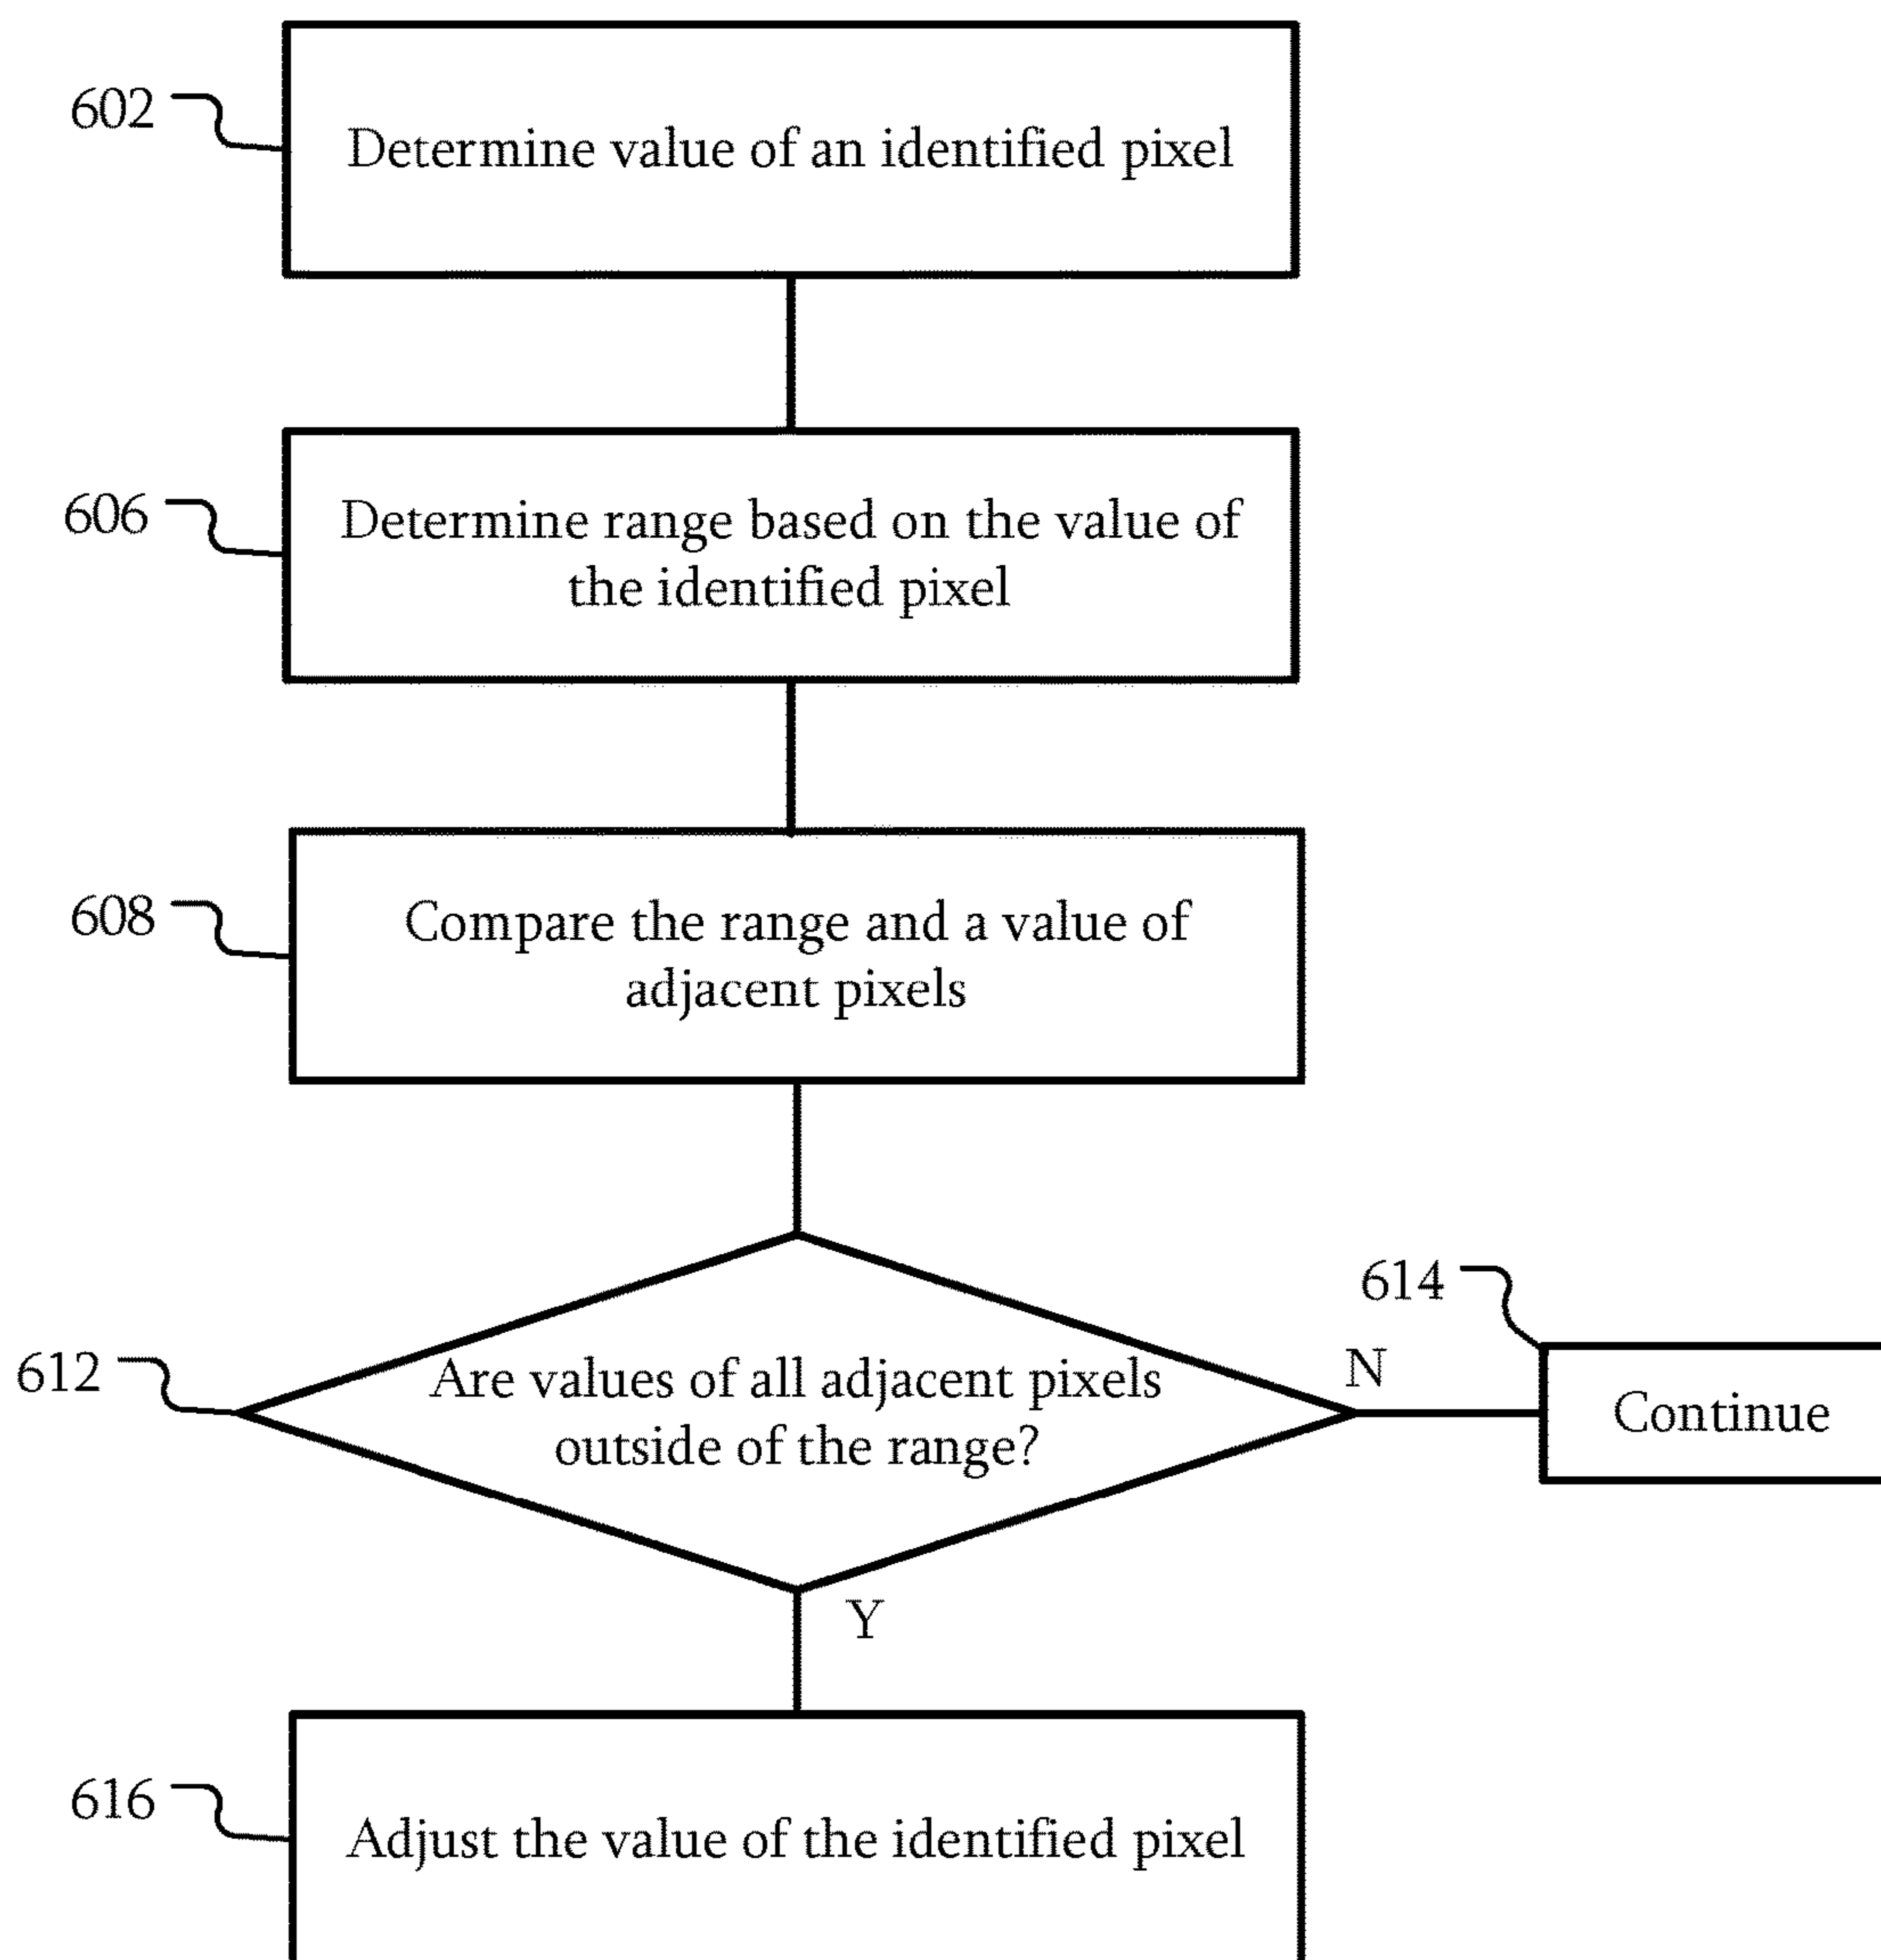 602
Determine value of an identified pixel
606
Determine range based on the value of
the identified pixel
608
Compare the range and a value of
adjacent pixels
612
Are values of all adjacent pixels
outside of the range?
N
614
Continue
Y
616
Adjust the value of the identified pixel